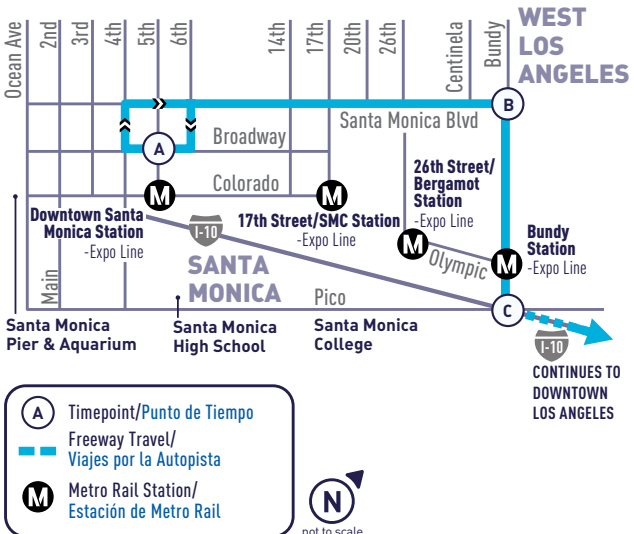 Ocean Ave
2nd
3rd
4th
5th
6th
14th
17th
20th
26th
Centinela
Bundy
WEST
LOS
ANGELES
B
Santa Monica Blvd
A
Broadway
Colorado
M
M
26th Street/
Bergamot
Station
-Expo Line
Downtown Santa
Monica Station
-Expo Line
I-10
17th Street/SMC Station
-Expo Line
M
Olympic
M
Bundy
Station
-Expo Line
SANTA
MONICA
Main
Pico
C
Santa Monica
Pier & Aquarium
Santa Monica
High School
Santa Monica
College
I-10
CONTINUES TO
DOWNTOWN
LOS ANGELES
A
Timepoint/Punto de Tiempo
Freeway Travel/
Viajes por la Autopista
M
Metro Rail Station/
Estación de Metro Rail
N
not to scale